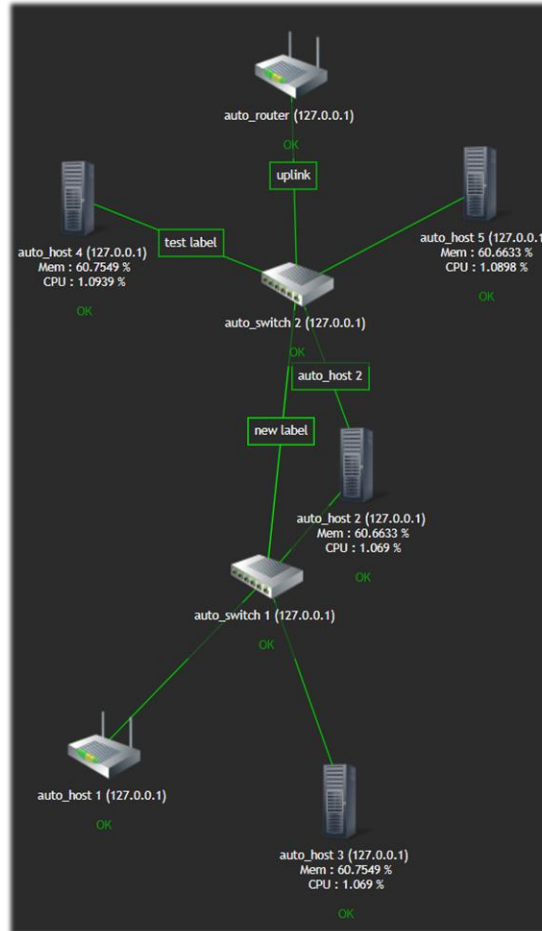 auto_router (127.0.0.1)
OK
uplink
auto_host 4 (127.0.0.1)
Mem : 60.7549 %
CPU : 1.0939 %
OK
test label
auto_host 5 (127.0.0.1
Mem : 60.6633 %
CPU : 1.0898 %
OK
auto_switch 2 (127.0.0.1)
OK
auto_host 2
new label
auto_host 2 (127.0.0.1)
Mem : 60.6633 %
CPU : 1.069 %
OK
auto_switch 1 (127.0.0.1)
OK
auto_host 1 (127.0.0.1)
OK
auto_host 3 (127.0.0.1)
Mem : 60.7549 %
CPU : 1.069 %
OK